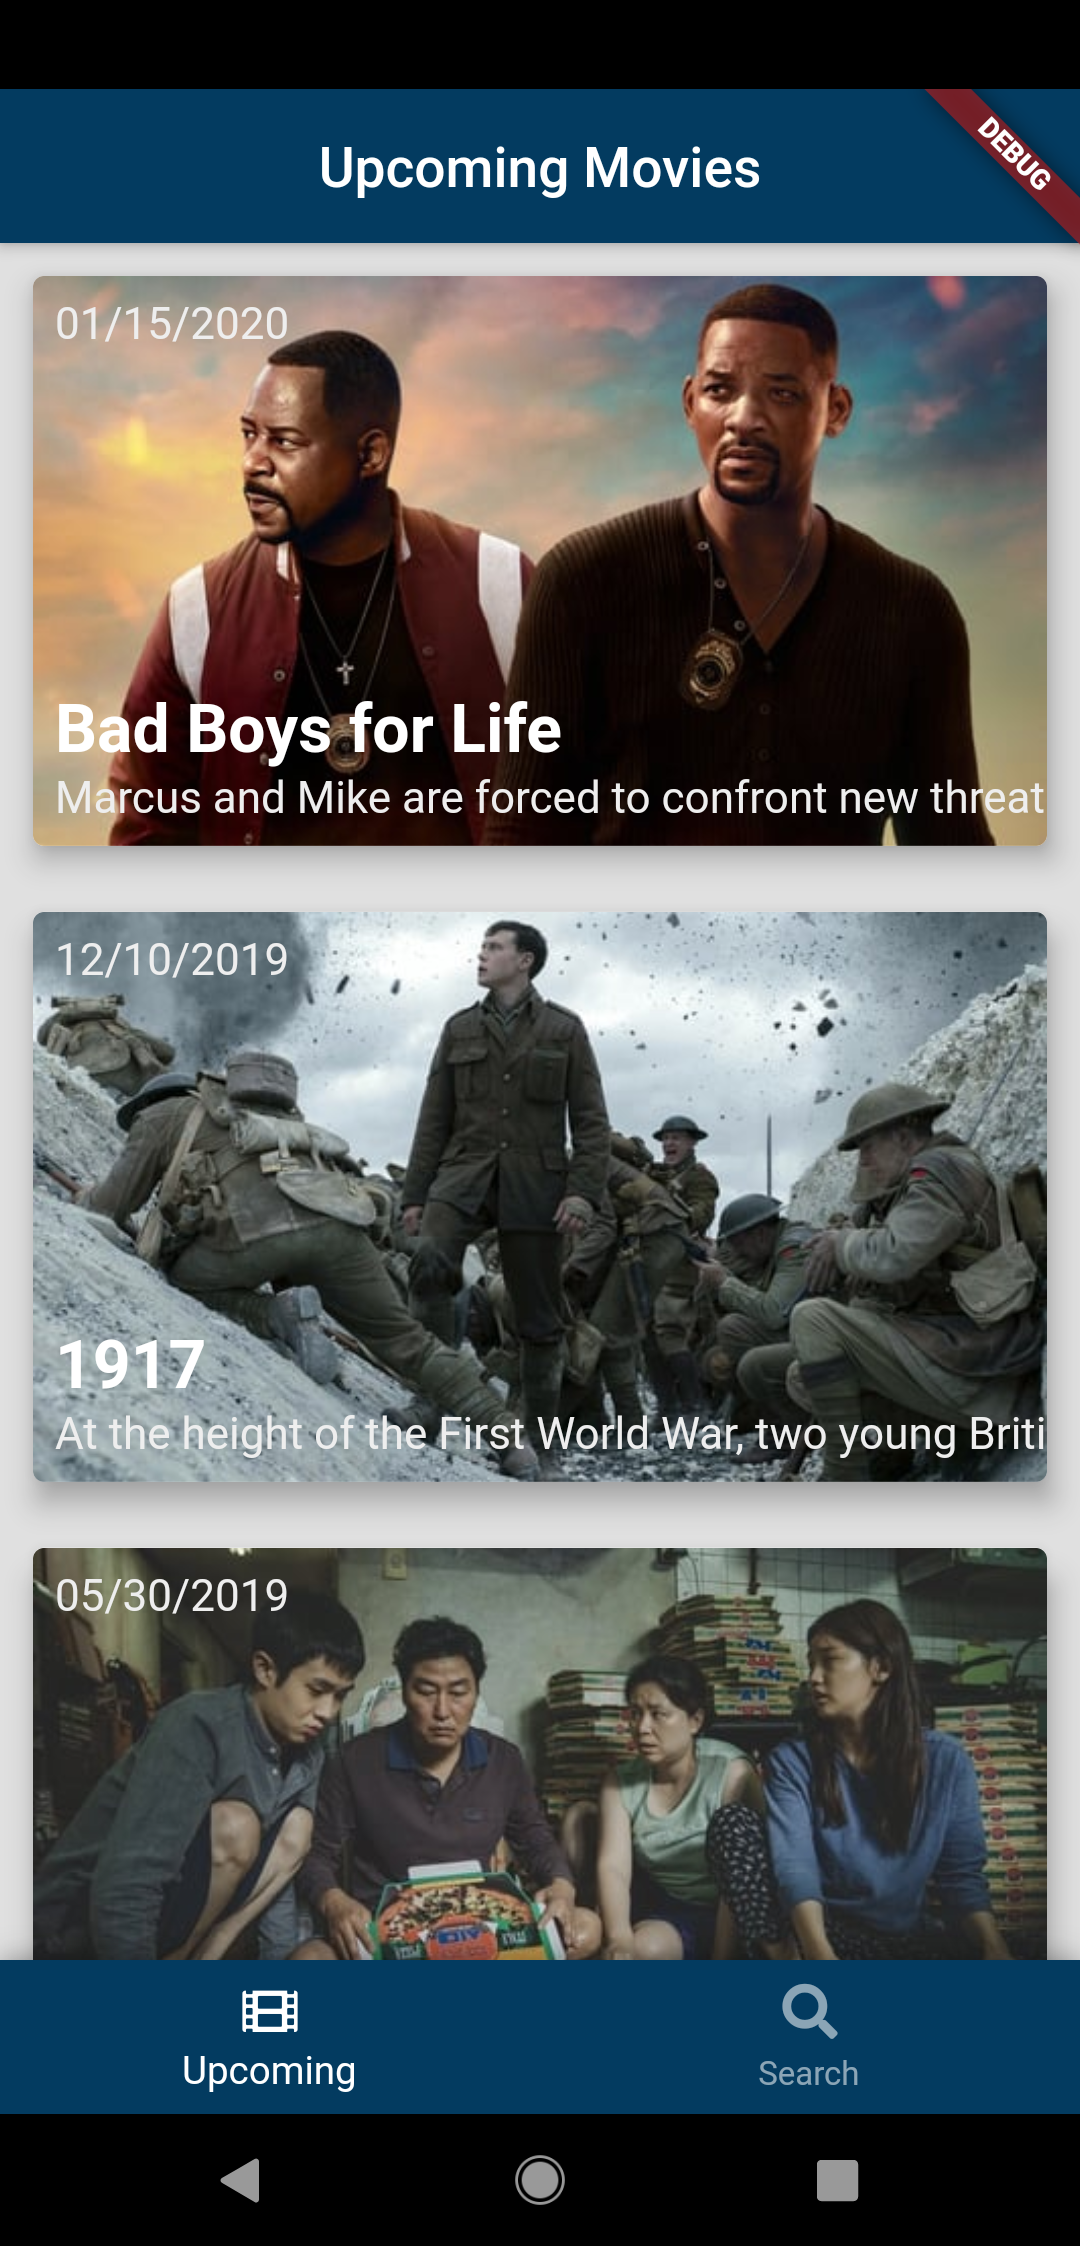 Upcoming Movies
DEBUG
01/15/2020
Bad Boys for Life
Marcus and Mike are forced to confront new threat
12/10/2019
1917
At the height of the First World War, two young Briti
05/30/2019
Upcoming
Search